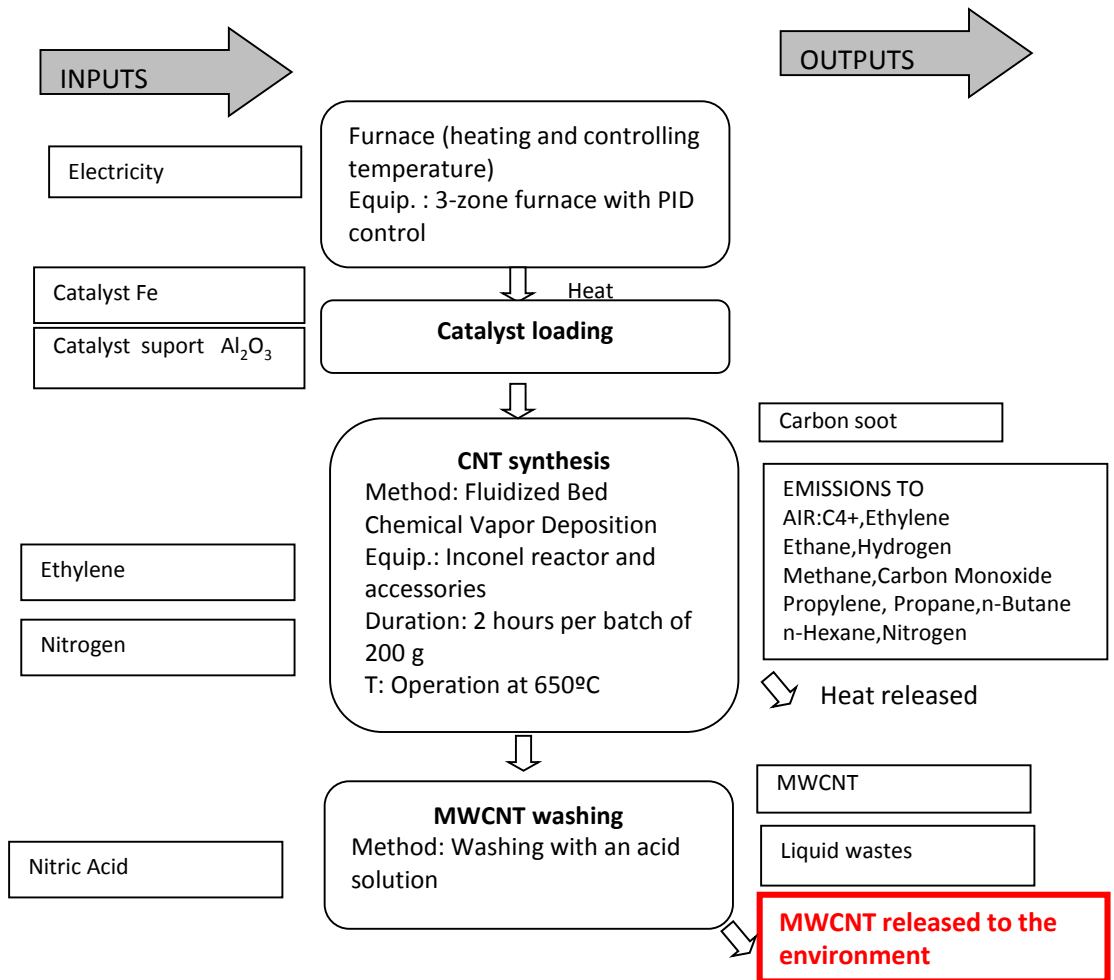 INPUTS
OUTPUTS
Furnace (heating and controlling
temperature)
Equip. : 3-zone furnace with PID
control
Electricity
Heat
Catalyst Fe
Catalyst suport Al₂O₃
Catalyst loading
Carbon soot
CNT synthesis
Method: Fluidized Bed
Chemical Vapor Deposition
Equip.: Inconel reactor and
accessories
Duration: 2 hours per batch of
200 g
T: Operation at 650ºC
Ethylene
Nitrogen
EMISSIONS TO
AIR:C4+,Ethylene
Ethane,Hydrogen
Methane,Carbon Monoxide
Propylene, Propane,n-Butane
n-Hexane,Nitrogen
Heat released
MWCNT washing
Method: Washing with an acid
solution
Nitric Acid
MWCNT
Liquid wastes
MWCNT released to the
environment